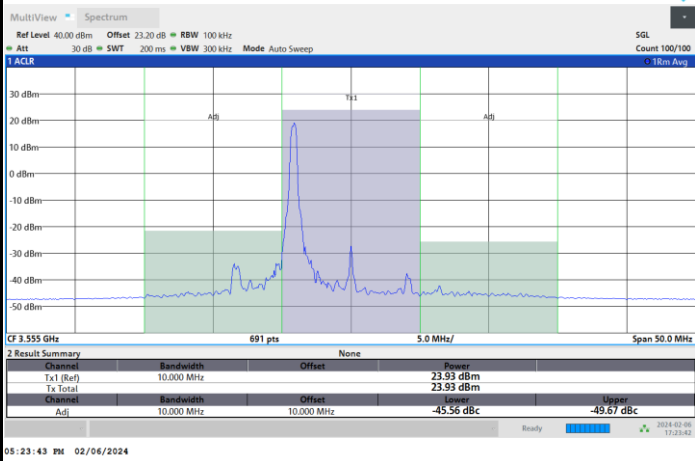 MultiView Spectrum
Ref Level 40.00 dBm Offset 23.20 dB RBW 100 kHz SGL
Att 30 dB SWT 200 ms VBW 300 kHz Mode Auto Sweep Count 100/100
1 ACLR 1Rm Avg
30 dBm
Tx1
20 dBm Adj Adj
10 dBm
0 dBm
-10 dBm
-20 dBm
-30 dBm
-40 dBm
-50 dBm
CF 3.555 GHz 691 pts 5.0 MHz/ Span 50.0 MHz
2 Result Summary None
Channel Bandwidth Offset Power
Tx1 (Ref) 10.000 MHz 23.93 dBm
Tx Total 23.93 dBm
Channel Bandwidth Offset Lower Upper
Adj 10.000 MHz 10.000 MHz -45.56 dBc -49.67 dBc
Ready 2024-02-06
17:23:42
05:23:43 PM 02/06/2024